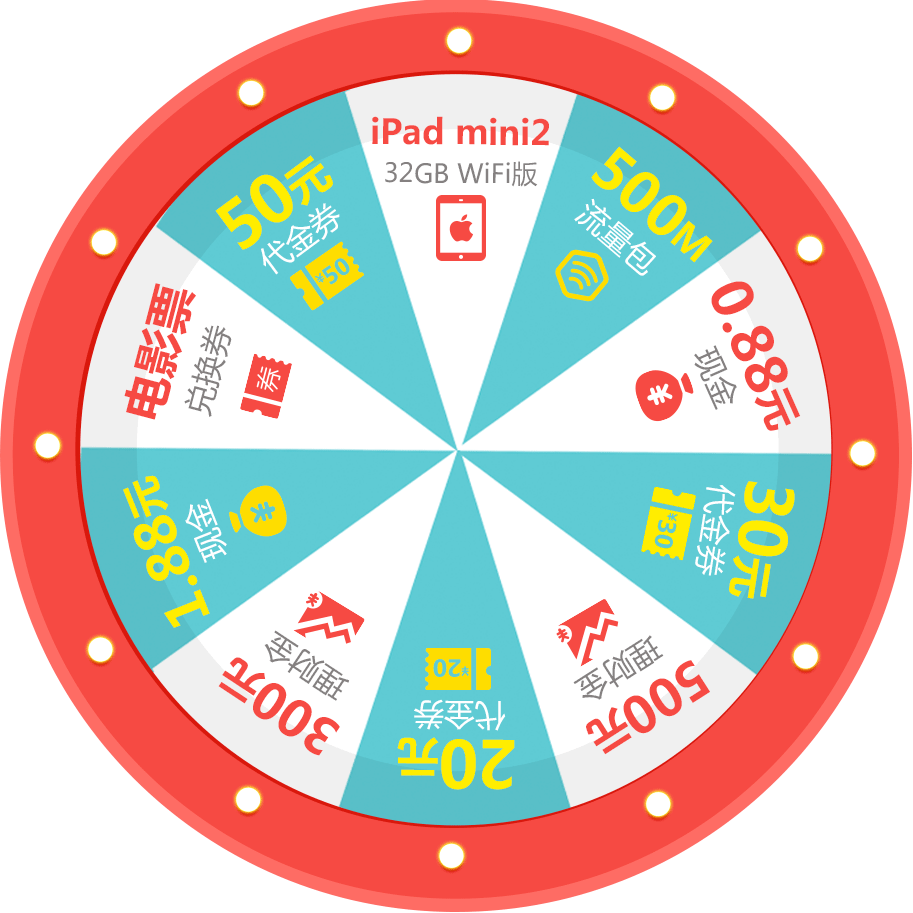 iPad mini2
32GB WiFi版
500M
流量包
0.88元
现金
30元
代金券
¥30
500元
理财金
20元
代金券
¥20
300元
理财金
1.88元
现金
电影票
兑换券
券
50元
代金券
¥50